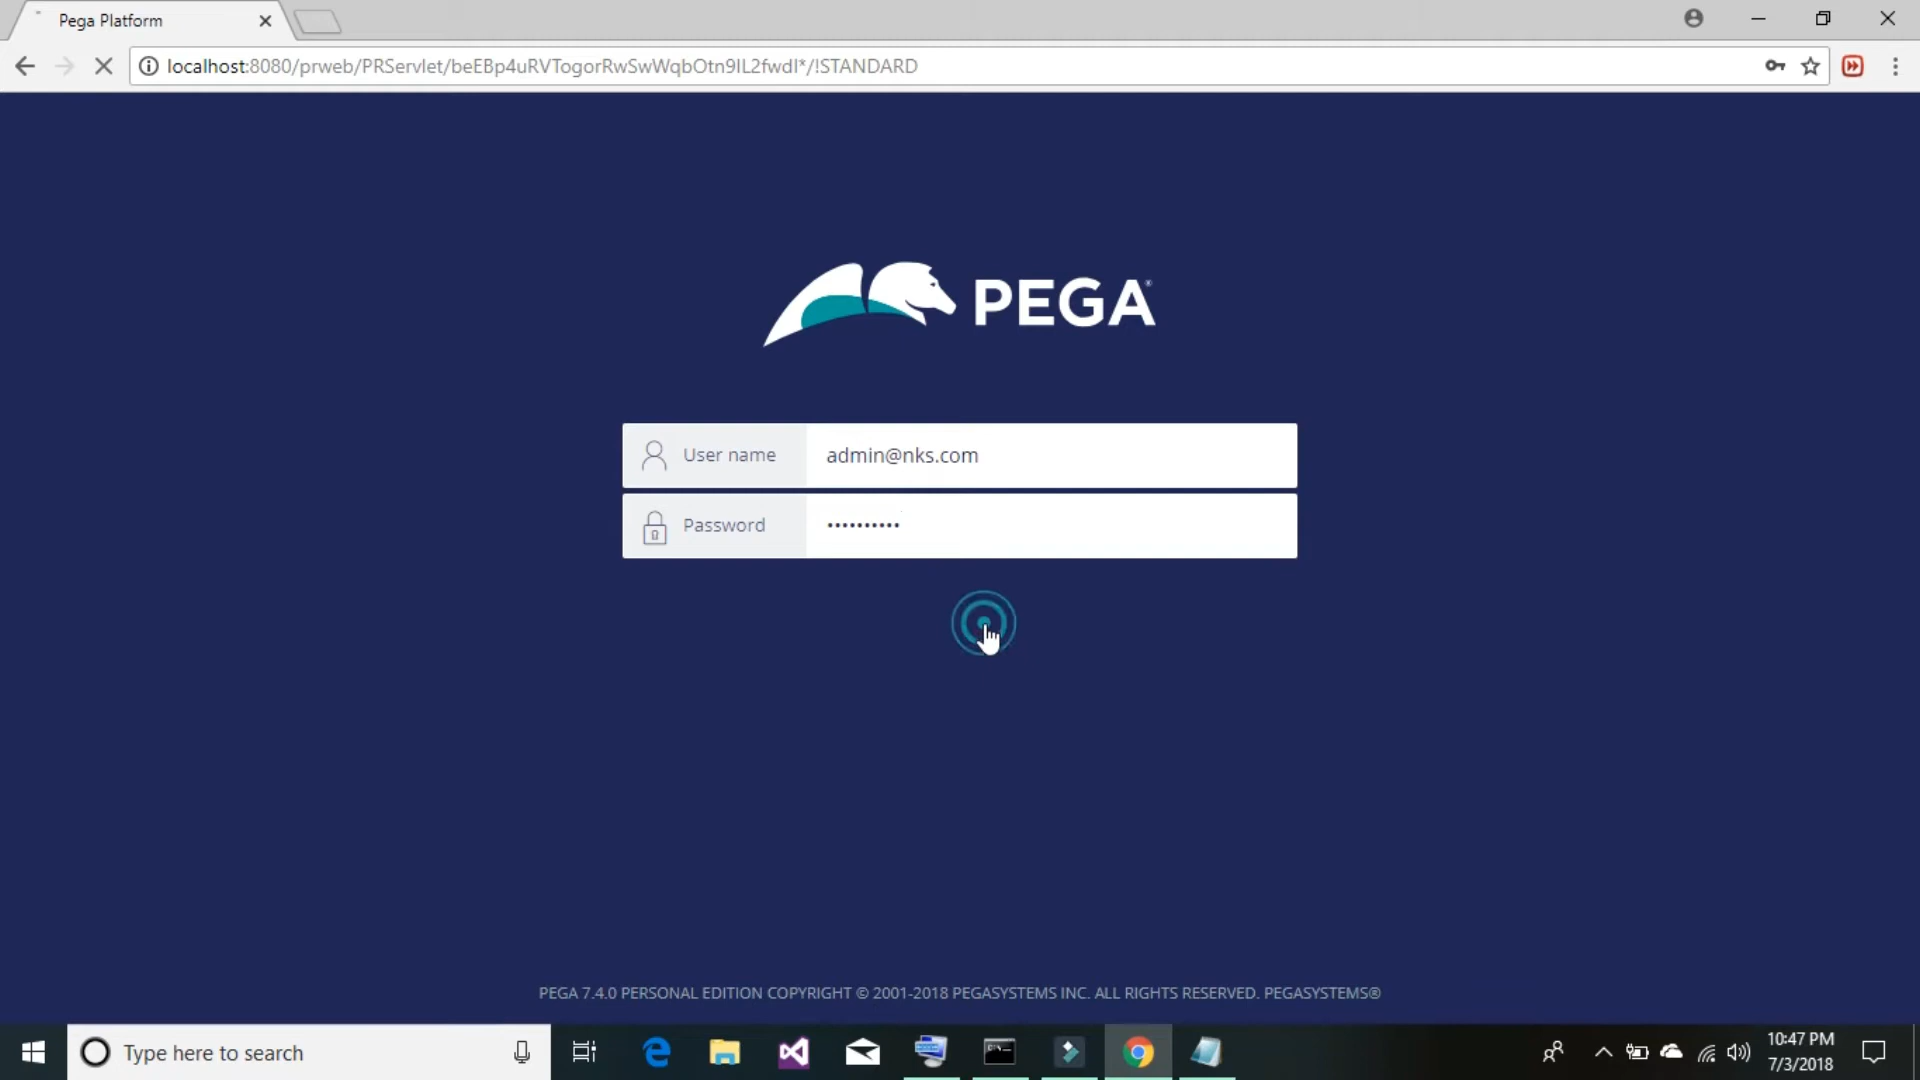 Pega Platform
localhost:8080/prweb/PRServlet/beEBp4uRVTogorRwSwWqbOtn9IL2fwdI*/!STANDARD
PEGA®
User name admin@nks.com
Password ••••••••••
PEGA 7.4.0 PERSONAL EDITION COPYRIGHT © 2001-2018 PEGASYSTEMS INC. ALL RIGHTS RESERVED. PEGASYSTEMS®
Type here to search
10:47 PM
7/3/2018